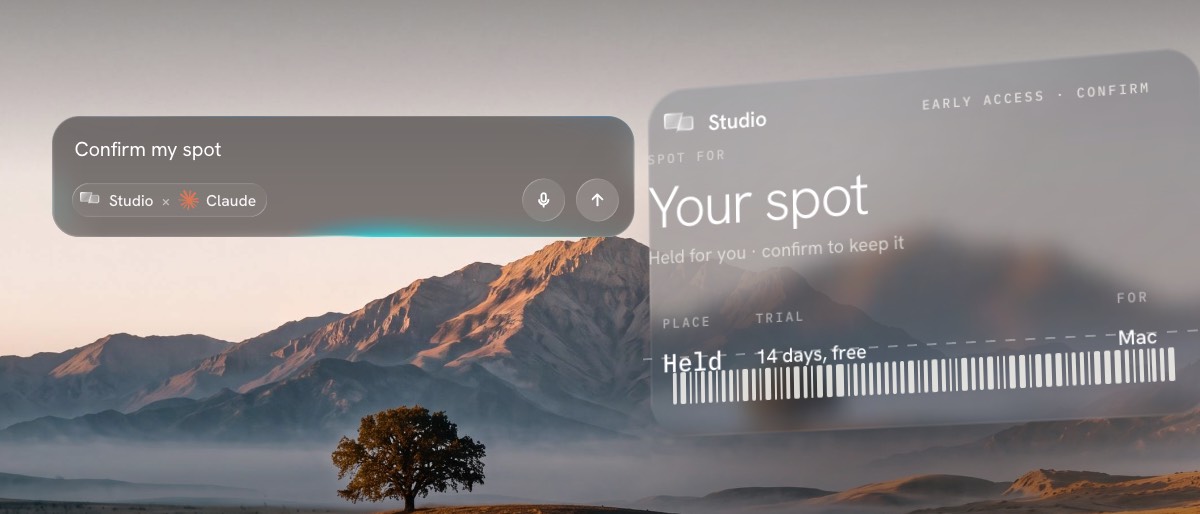 Confirm my spot
Studio × Claude
Studio
EARLY ACCESS · CONFIRM
SPOT FOR
Your spot
Held for you · confirm to keep it
PLACE
TRIAL
FOR
Held
14 days, free
Mac